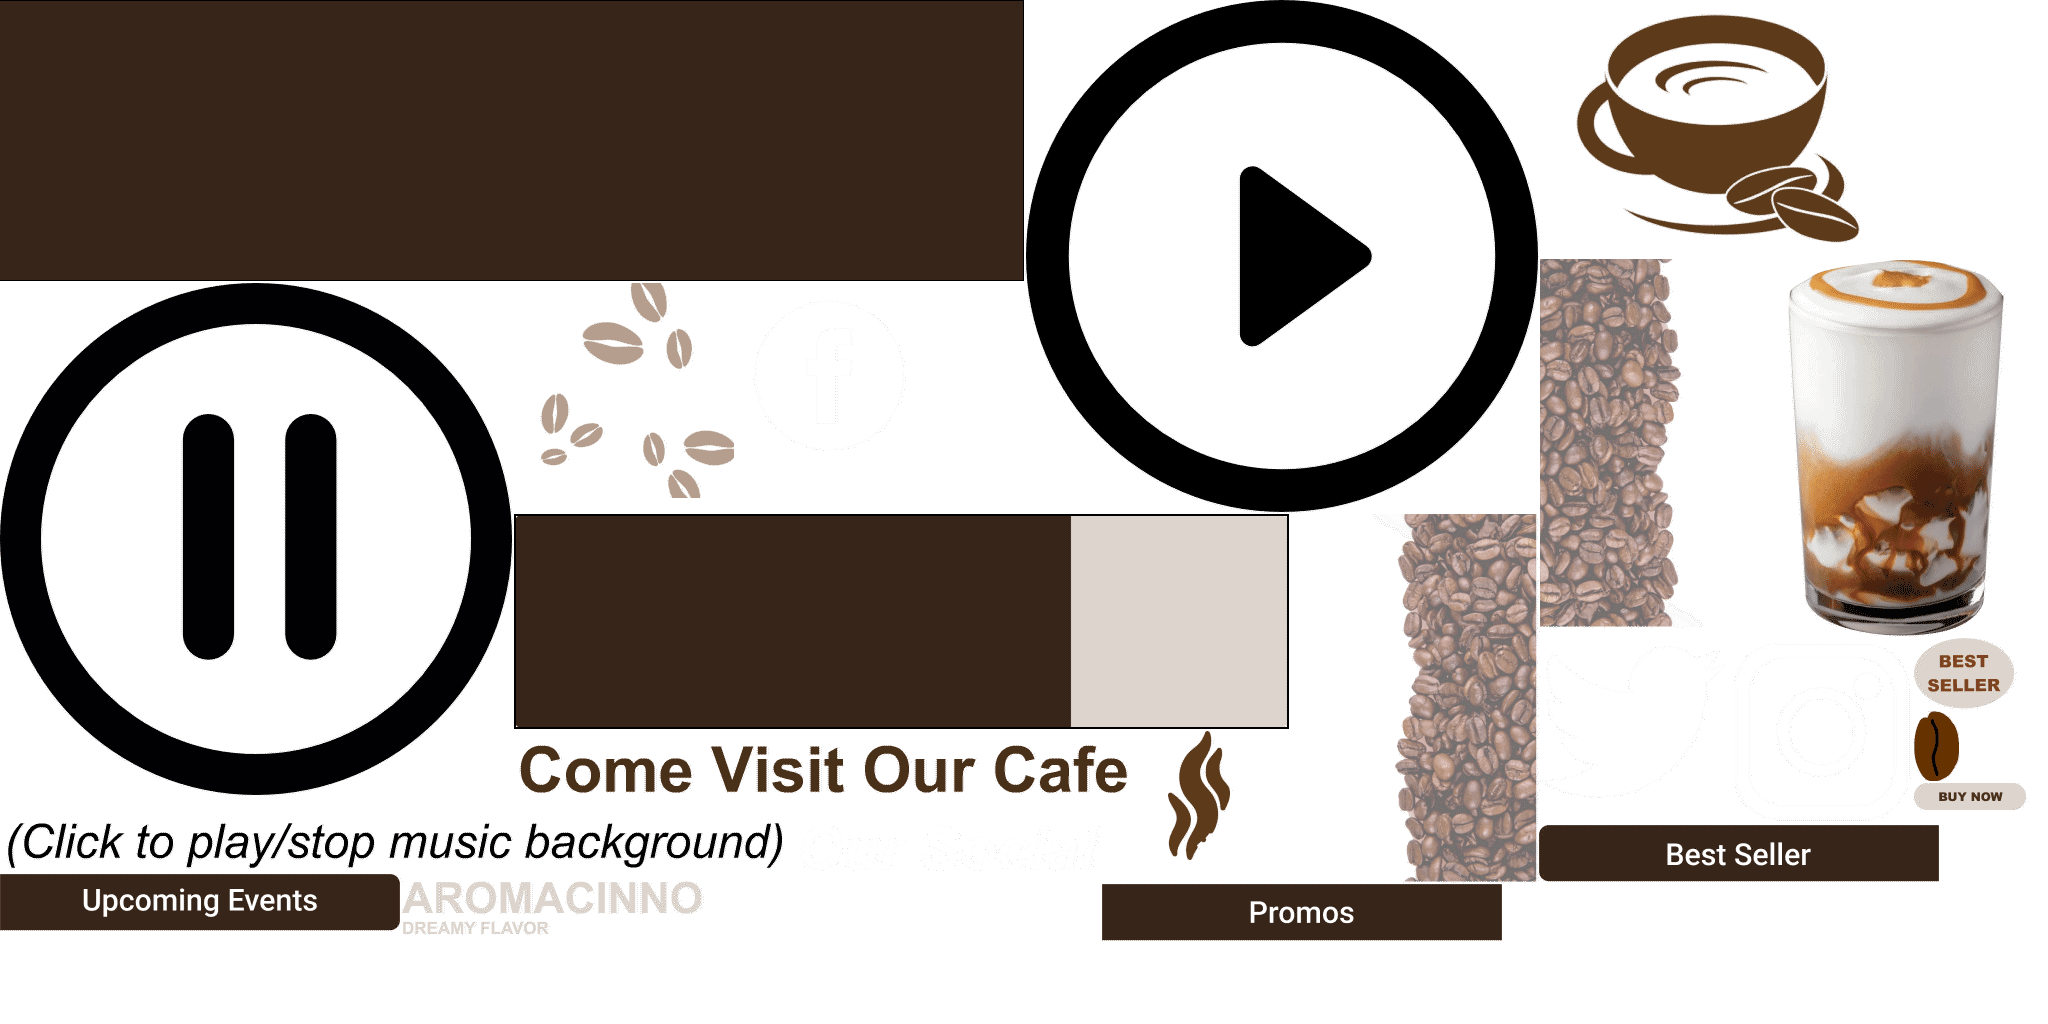 BEST
SELLER
Come Visit Our Cafe
BUY NOW
(Click to play/stop music background)
Best Seller
Upcoming Events
AROMACINNO
DREAMY FLAVOR
Promos